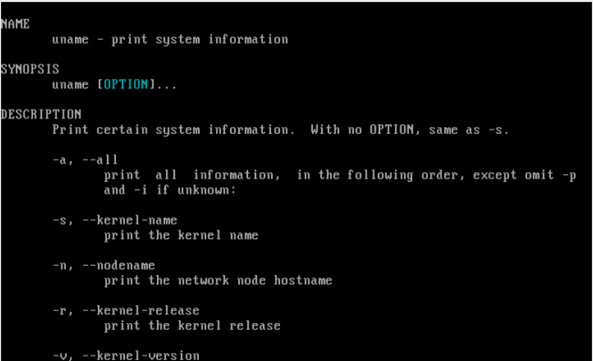 NAME
uname - print system information
SYNOPSIS
uname [OPTION]...
DESCRIPTION
Print certain system information.  With no OPTION, same as -s.
-a, --all
print  all  information,  in the following order, except omit -p
and -i if unknown:
-s, --kernel-name
print the kernel name
-n, --nodename
print the network node hostname
-r, --kernel-release
print the kernel release
-v, --kernel-version